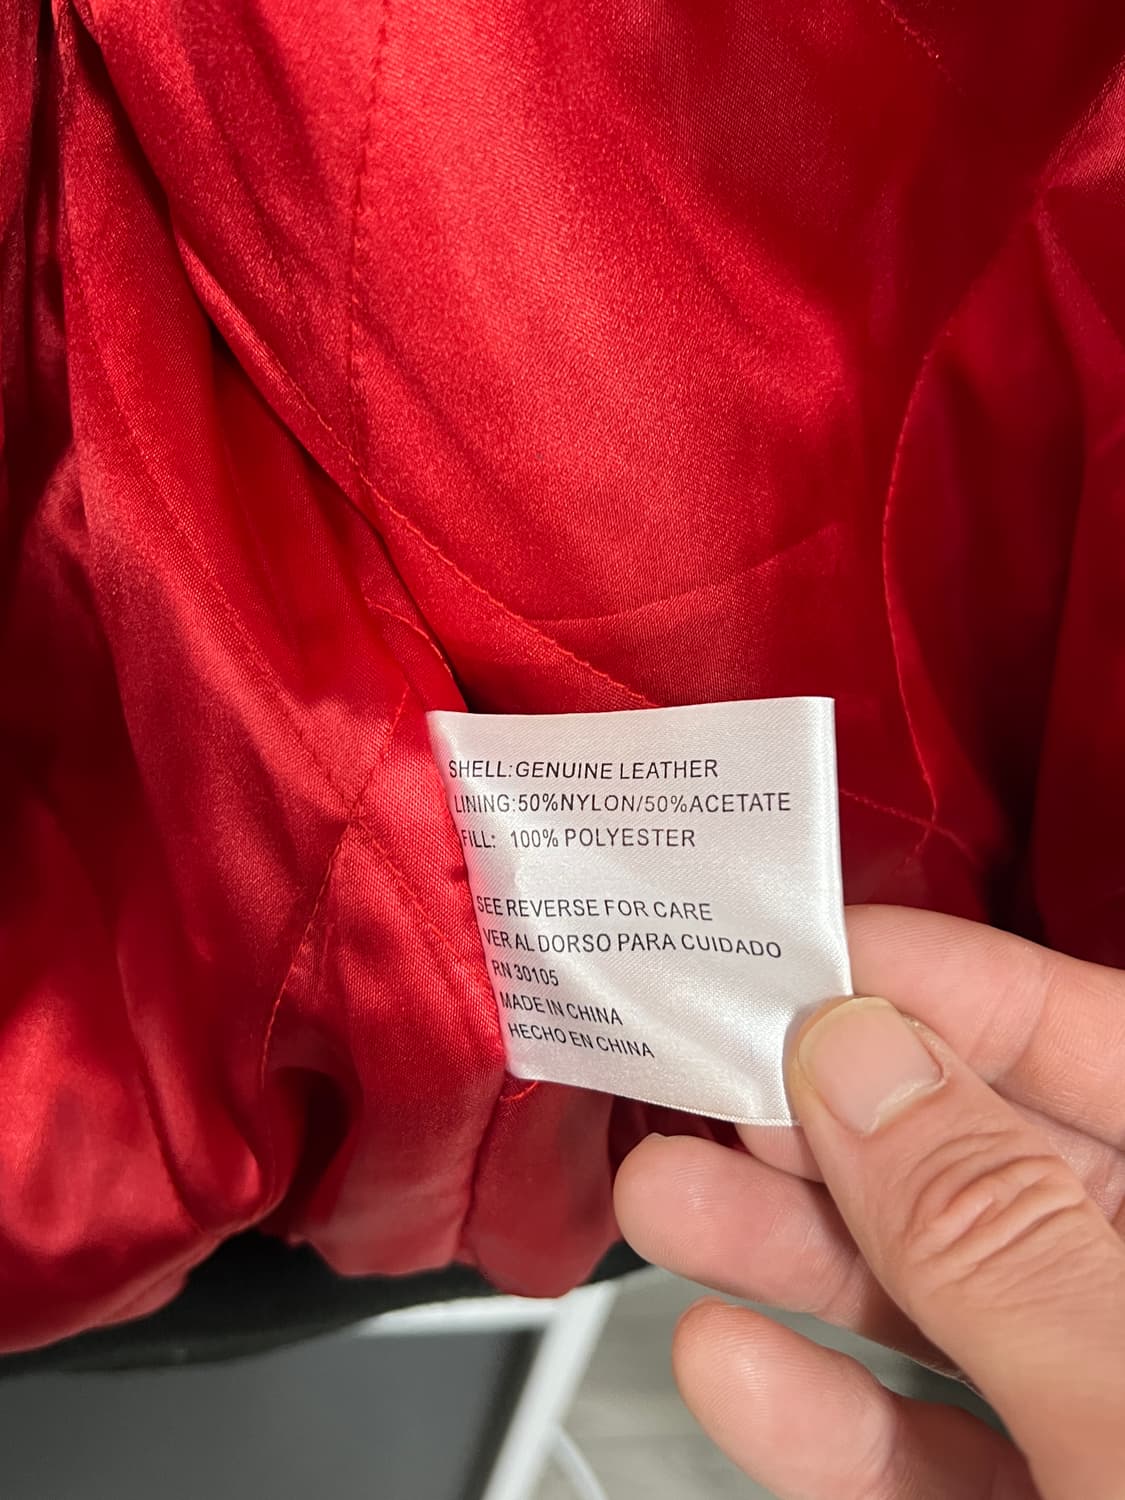 SHELL:GENUINE LEATHER
LINING:50%NYLON/50%ACETATE
FILL: 100% POLYESTER
SEE REVERSE FOR CARE
VER AL DORSO PARA CUIDADO
RN 30105
MADE IN CHINA
HECHO EN CHINA